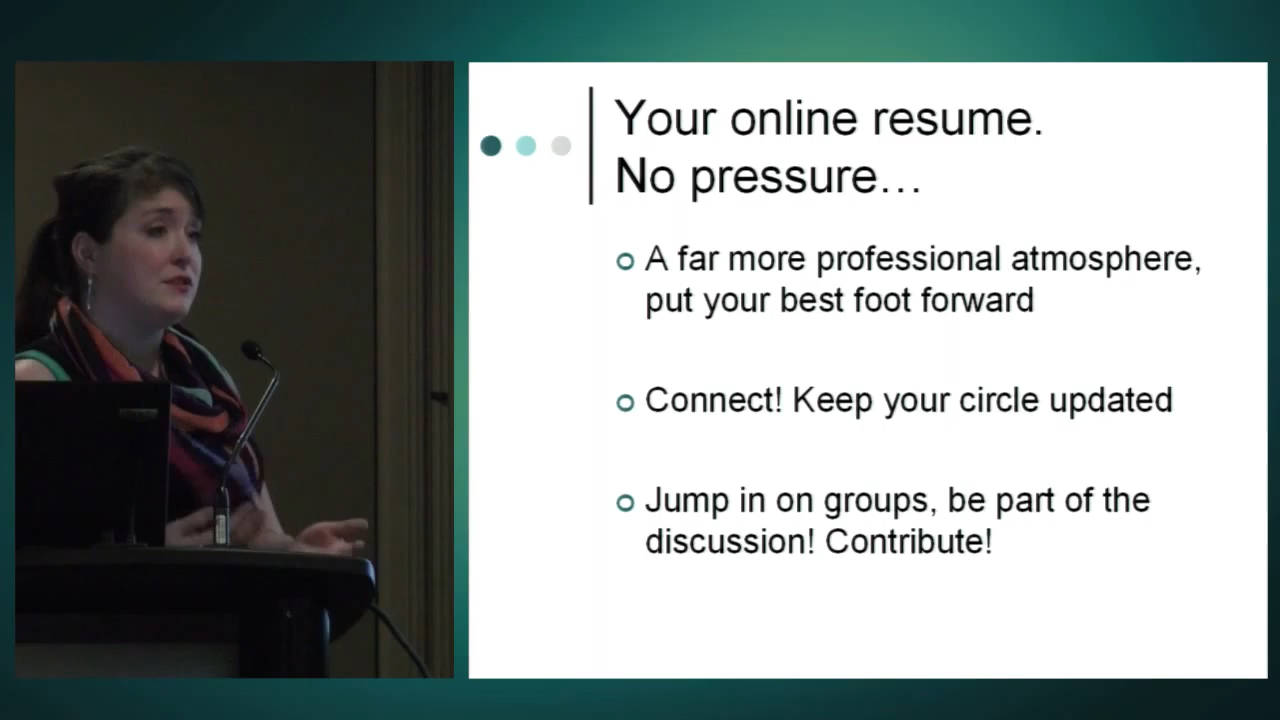 Your online resume.
No pressure…
A far more professional atmosphere,
put your best foot forward
Connect! Keep your circle updated
Jump in on groups, be part of the
discussion! Contribute!